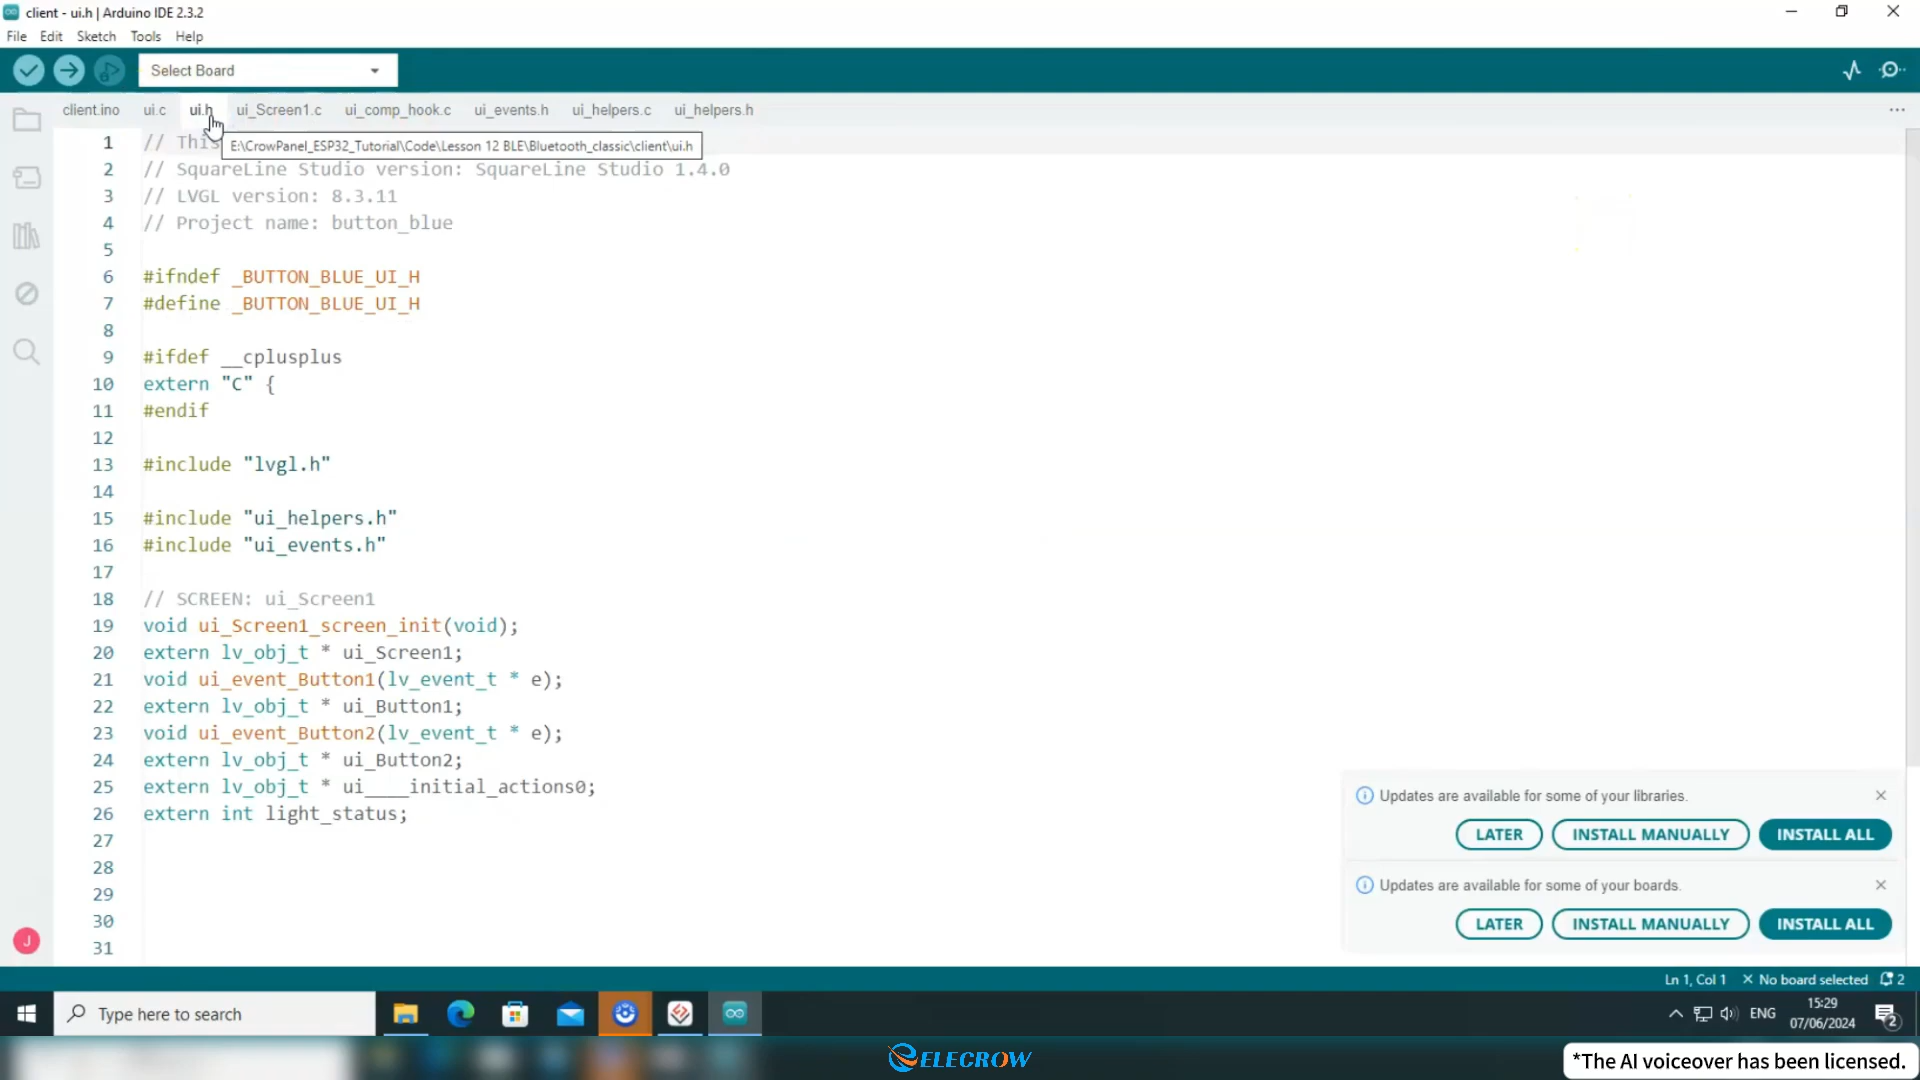 client - ui.h | Arduino IDE 2.3.2
File Edit Sketch Tools Help
Select Board
client.ino ui.c ui.h ui_Screen1.c ui_comp_hook.c ui_events.h ui_helpers.c ui_helpers.h
1 // This
E:\CrowPanel_ESP32_Tutorial\Code\Lesson 12 BLE\Bluetooth_classic\client\ui.h
2 // SquareLine Studio version: SquareLine Studio 1.4.0
3 // LVGL version: 8.3.11
4 // Project name: button_blue
5
6 #ifndef _BUTTON_BLUE_UI_H
7 #define _BUTTON_BLUE_UI_H
8
9 #ifdef __cplusplus
10 extern "C" {
11 #endif
12
13 #include "lvgl.h"
14
15 #include "ui_helpers.h"
16 #include "ui_events.h"
17
18 // SCREEN: ui_Screen1
19 void ui_Screen1_screen_init(void);
20 extern lv_obj_t * ui_Screen1;
21 void ui_event_Button1(lv_event_t * e);
22 extern lv_obj_t * ui_Button1;
23 void ui_event_Button2(lv_event_t * e);
24 extern lv_obj_t * ui_Button2;
25 extern lv_obj_t * ui____initial_actions0;
26 extern int light_status;
27
28
29
30
31
Updates are available for some of your libraries.
LATER INSTALL MANUALLY INSTALL ALL
Updates are available for some of your boards.
LATER INSTALL MANUALLY INSTALL ALL
J
Ln 1, Col 1 No board selected 2
Type here to search
ENG
15:29
07/06/2024
2
ELECROW
*The AI voiceover has been licensed.